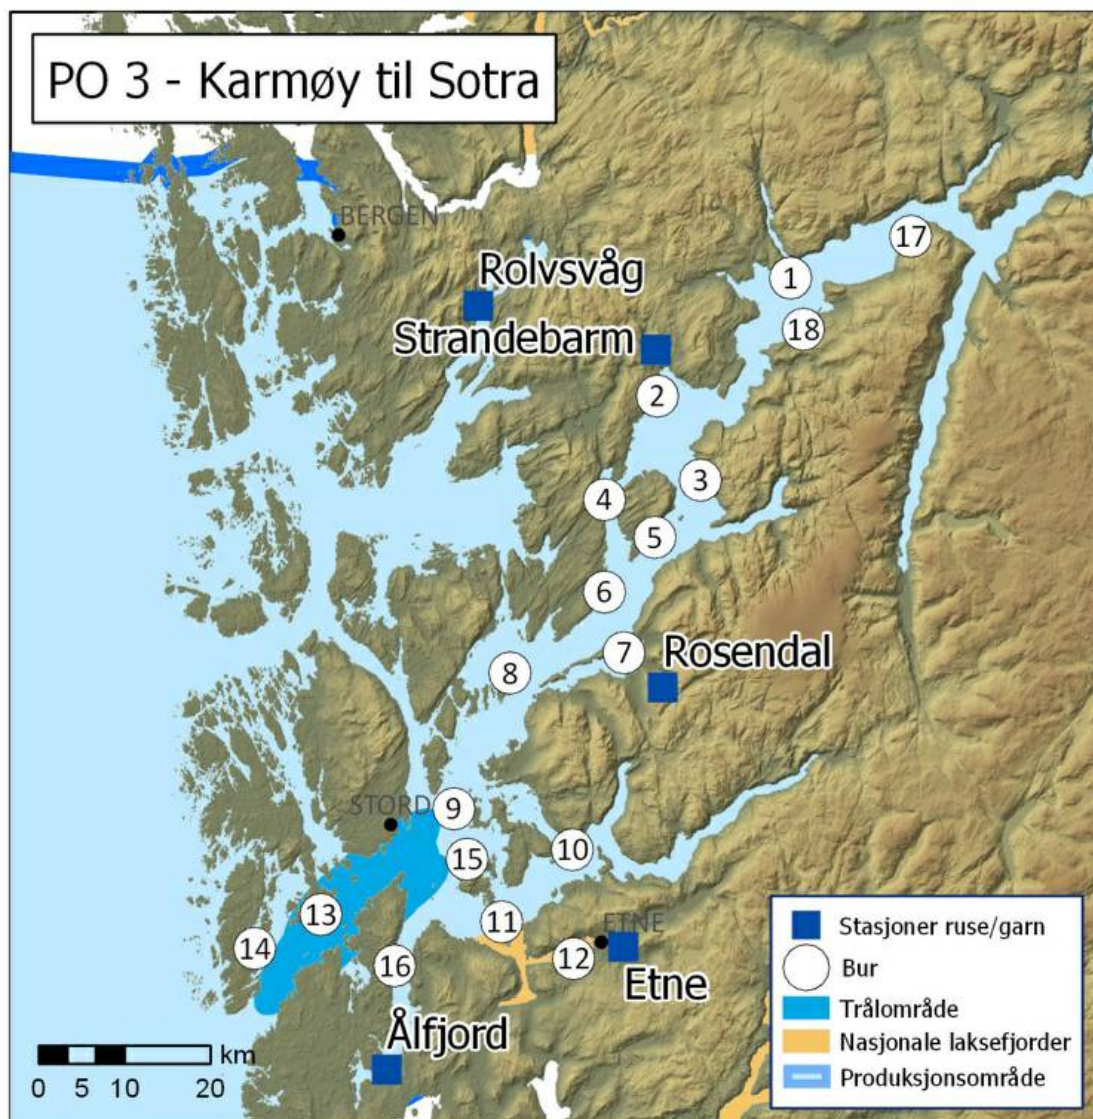 PO 3 - Karmøy til Sotra
BERGEN
Rolvsvåg
17
1
Strandebarm
18
2
3
4
5
6
7
Rosendal
8
STORD
9
10
15
13
11
ETNE
14
12
16
Etne
Ålfjord
km
0 5 10 20
Stasjoner ruse/garn
Bur
Trålområde
Nasjonale laksefjorder
Produksjonsområde